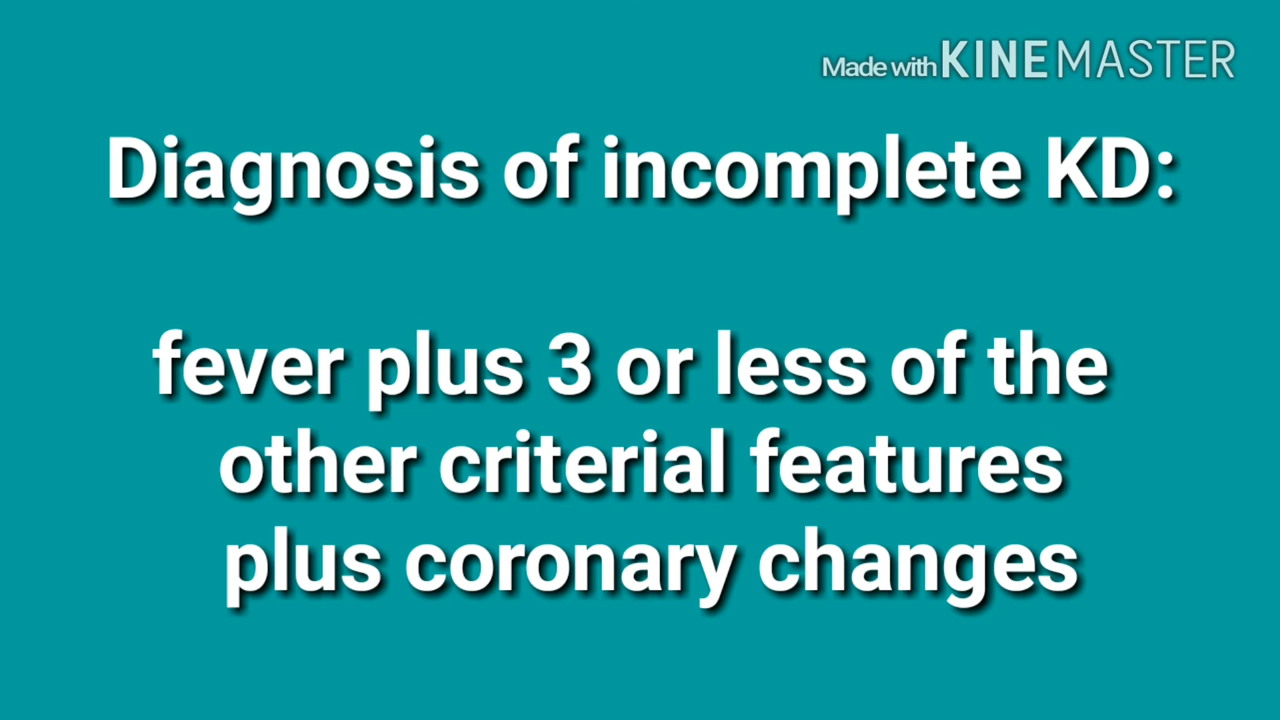 Made with KINEMASTER
Diagnosis of incomplete KD:
fever plus 3 or less of the
other criterial features
plus coronary changes